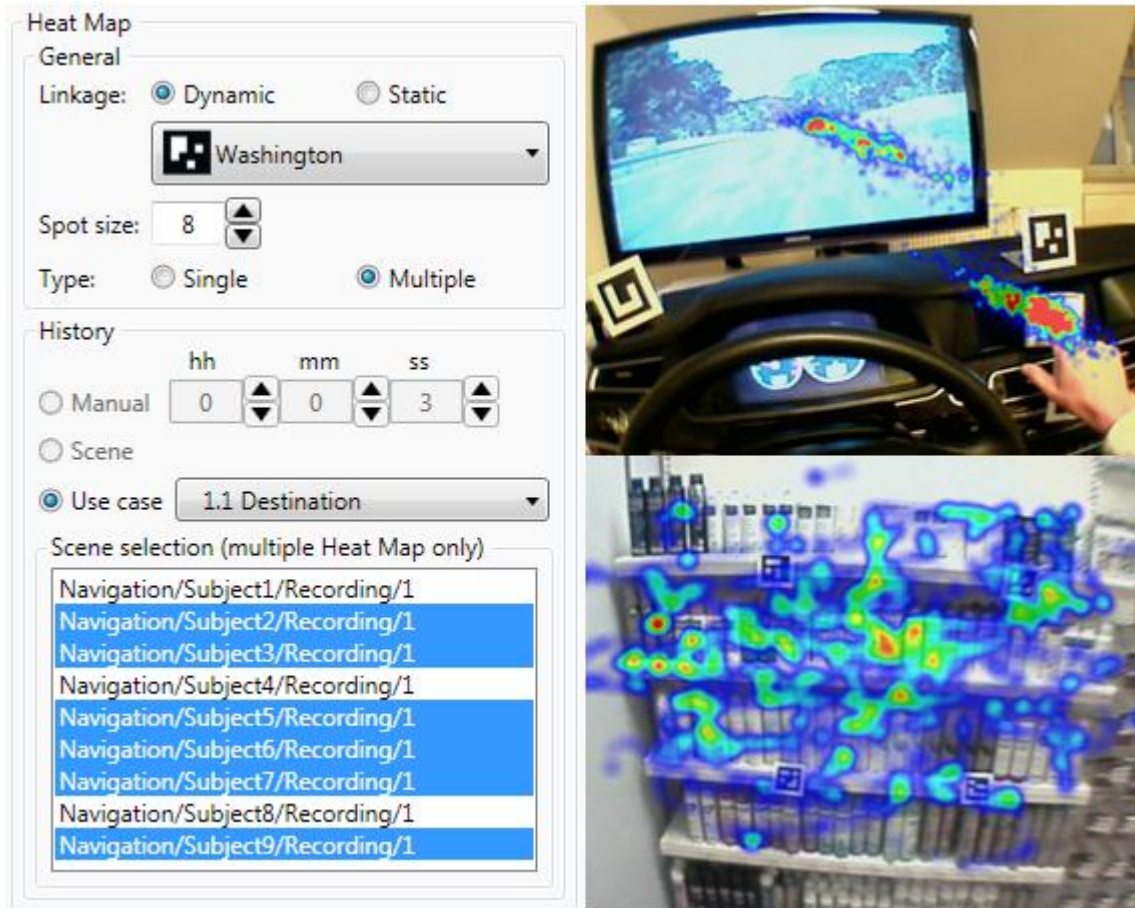 Heat Map
General
Linkage: Dynamic Static
Washington
Spot size: 8
Type: Single Multiple
History
hh mm ss
Manual 0 0 3
Scene
Use case 1.1 Destination
Scene selection (multiple Heat Map only)
Navigation/Subject1/Recording/1
Navigation/Subject2/Recording/1
Navigation/Subject3/Recording/1
Navigation/Subject4/Recording/1
Navigation/Subject5/Recording/1
Navigation/Subject6/Recording/1
Navigation/Subject7/Recording/1
Navigation/Subject8/Recording/1
Navigation/Subject9/Recording/1